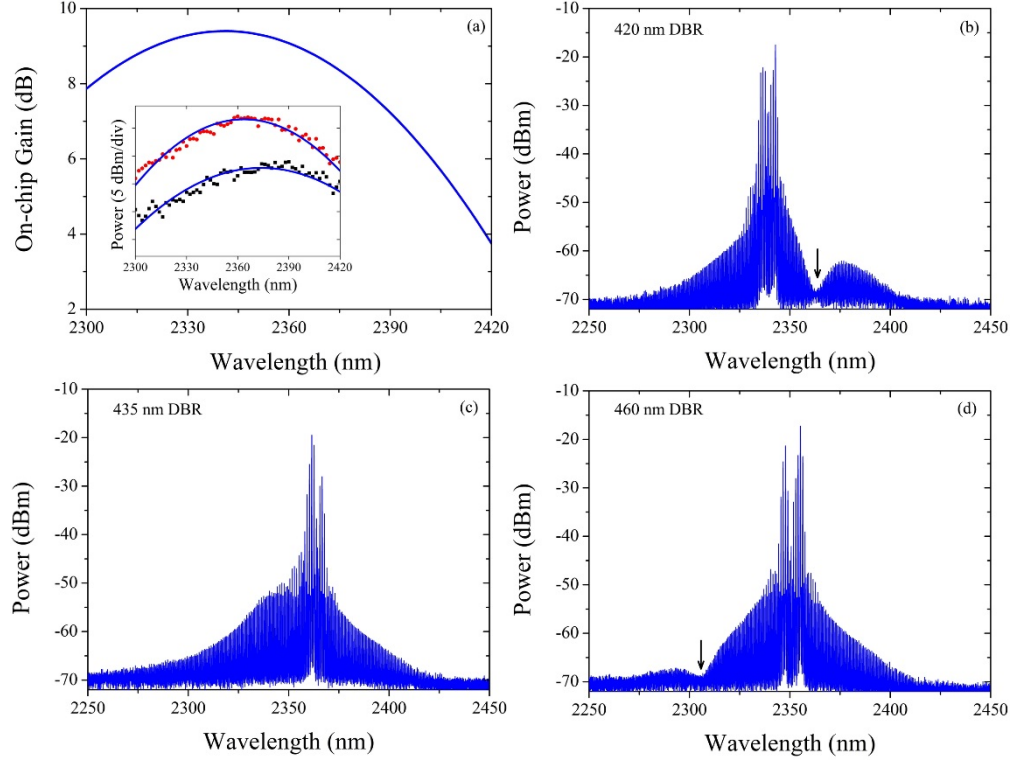 (a)
On-chip Gain (dB)
10
8
6
4
2
2300 2330 2360 2390 2420
Wavelength (nm)
Power (5 dBm/div)
2300 2330 2360 2390 2420
Wavelength (nm)
420 nm DBR (b)
Power (dBm)
-10
-20
-30
-40
-50
-60
-70
2250 2300 2350 2400 2450
Wavelength (nm)
435 nm DBR (c)
Power (dBm)
-10
-20
-30
-40
-50
-60
-70
2250 2300 2350 2400 2450
Wavelength (nm)
460 nm DBR (d)
Power (dBm)
-10
-20
-30
-40
-50
-60
-70
2250 2300 2350 2400 2450
Wavelength (nm)